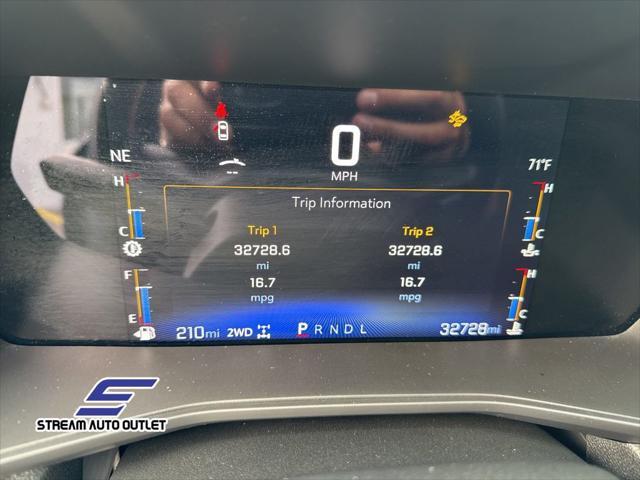 0
MPH
NE
71°F
--
Trip Information
Trip 1
Trip 2
32728.6
32728.6
mi
mi
16.7
16.7
mpg
mpg
H
C
H
C
F
E
H
C
210mi 2WD
P R N D L
32728mi
STREAM AUTO OUTLET